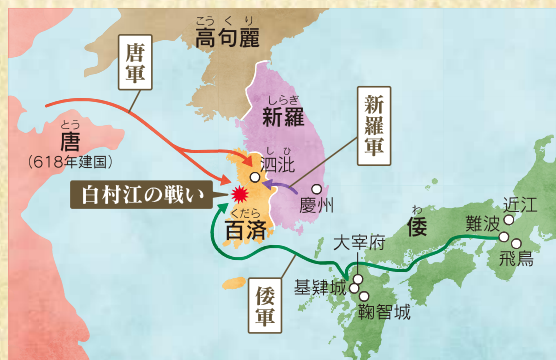 こうくり
高句麗
唐軍
しらぎ
新羅
新羅軍
とう
唐
(618年建国)
しひ
泗沘
白村江の戦い
慶州
くだら
百済
わ
倭
近江
難波
飛鳥
大宰府
基肄城
鞠智城
倭軍